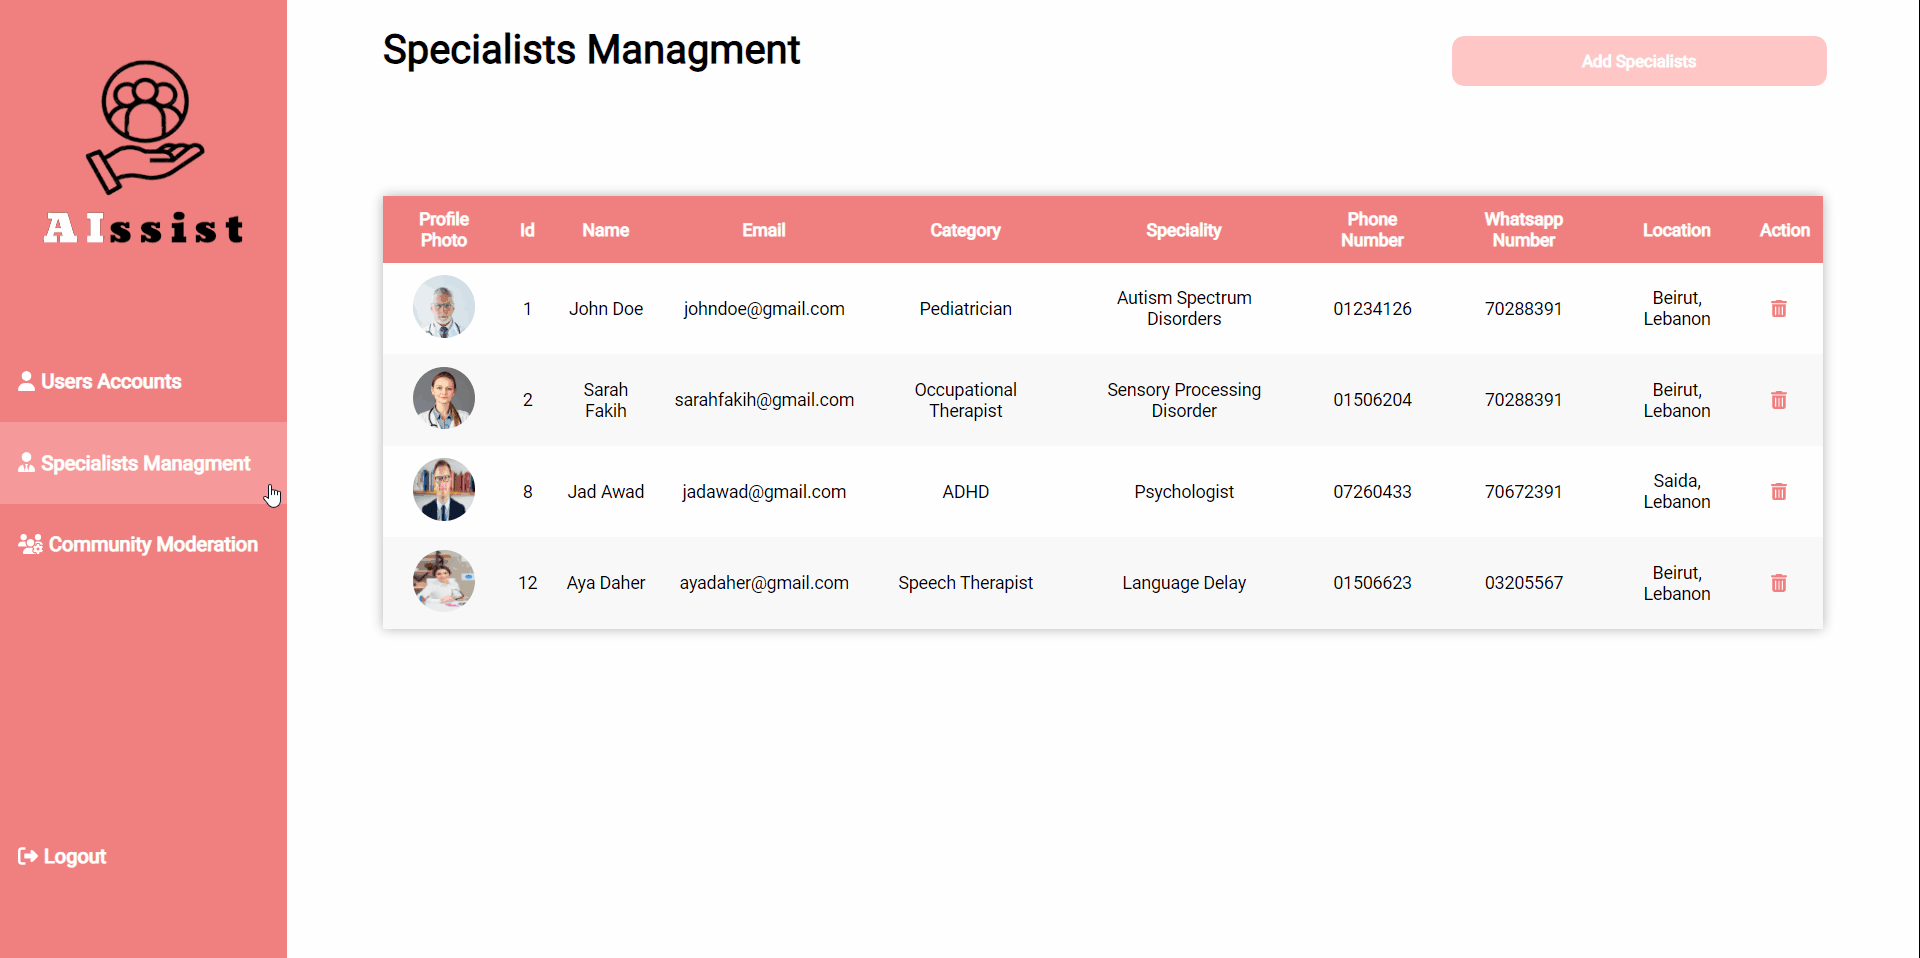 AIssist
Users Accounts
Specialists Managment
Community Moderation
Logout
Specialists Managment
Add Specialists
Profile
Photo
Id
Name
Email
Category
Speciality
Phone
Number
Whatsapp
Number
Location
Action
1
John Doe
johndoe@gmail.com
Pediatrician
Autism Spectrum
Disorders
01234126
70288391
Beirut,
Lebanon
2
Sarah
Fakih
sarahfakih@gmail.com
Occupational
Therapist
Sensory Processing
Disorder
01506204
70288391
Beirut,
Lebanon
8
Jad Awad
jadawad@gmail.com
ADHD
Psychologist
07260433
70672391
Saida,
Lebanon
12
Aya Daher
ayadaher@gmail.com
Speech Therapist
Language Delay
01506623
03205567
Beirut,
Lebanon